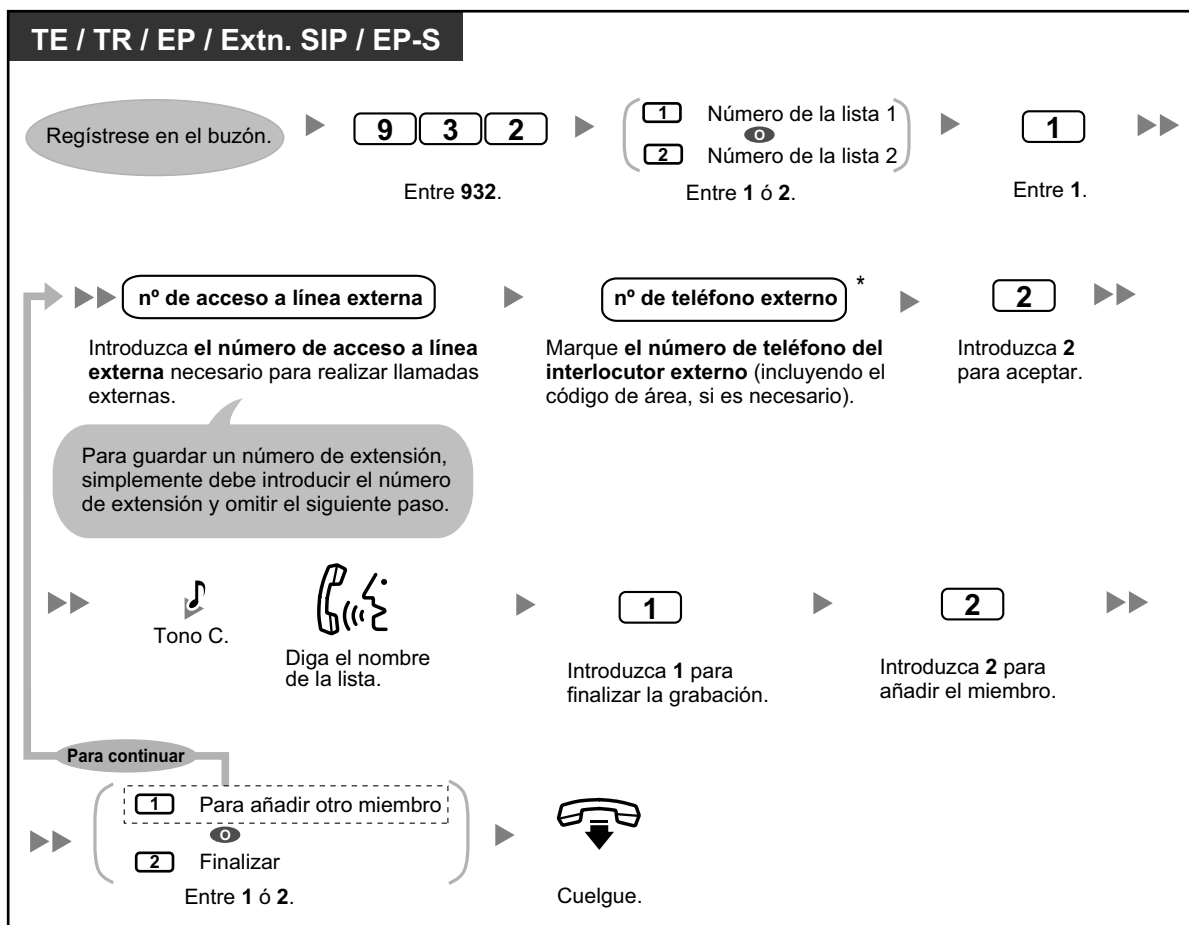 TE / TR / EP / Extn. SIP / EP-S
Regístrese en el buzón.
9 3 2
Entre 932.
1 Número de la lista 1
O
2 Número de la lista 2
Entre 1 ó 2.
1
Entre 1.
nº de acceso a línea externa
Introduzca el número de acceso a línea
externa necesario para realizar llamadas
externas.
Para guardar un número de extensión,
simplemente debe introducir el número
de extensión y omitir el siguiente paso.
nº de teléfono externo *
Marque el número de teléfono del
interlocutor externo (incluyendo el
código de área, si es necesario).
2
Introduzca 2
para aceptar.
Tono C.
Diga el nombre
de la lista.
1
Introduzca 1 para
finalizar la grabación.
2
Introduzca 2 para
añadir el miembro.
Para continuar
1 Para añadir otro miembro
O
2 Finalizar
Entre 1 ó 2.
Cuelgue.